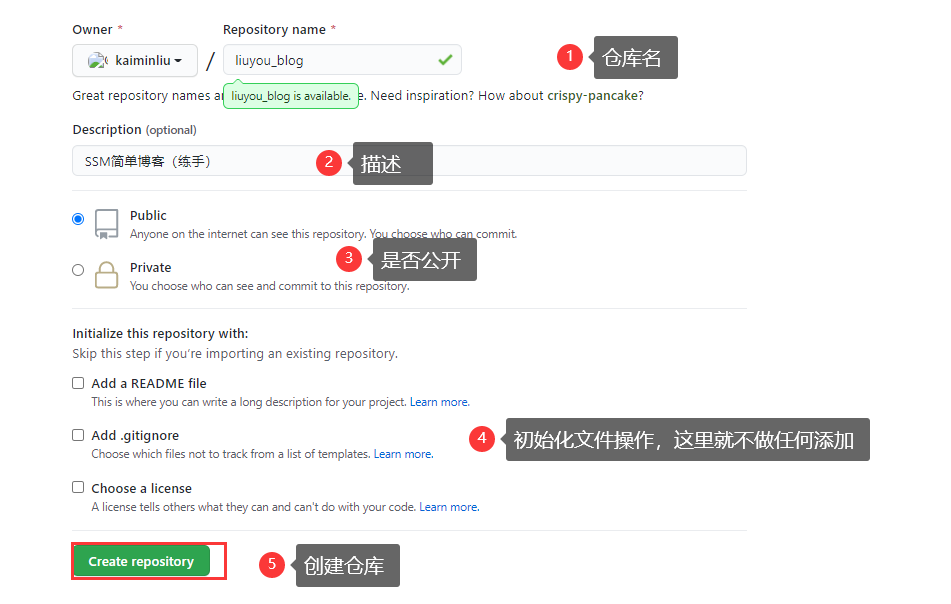 Owner * Repository name *
kaiminliu / liuyou_blog
1 仓库名
liuyou_blog is available.
Great repository names a e. Need inspiration? How about crispy-pancake?
Description (optional)
SSM简单博客（练手）
2 描述
Public
Anyone on the internet can see this repository. You choose who can commit.
3 是否公开
Private
You choose who can see and commit to this repository.
Initialize this repository with:
Skip this step if you're importing an existing repository.
Add a README file
This is where you can write a long description for your project. Learn more.
Add .gitignore
4 初始化文件操作，这里就不做任何添加
Choose which files not to track from a list of templates. Learn more.
Choose a license
A license tells others what they can and can't do with your code. Learn more.
Create repository
5 创建仓库